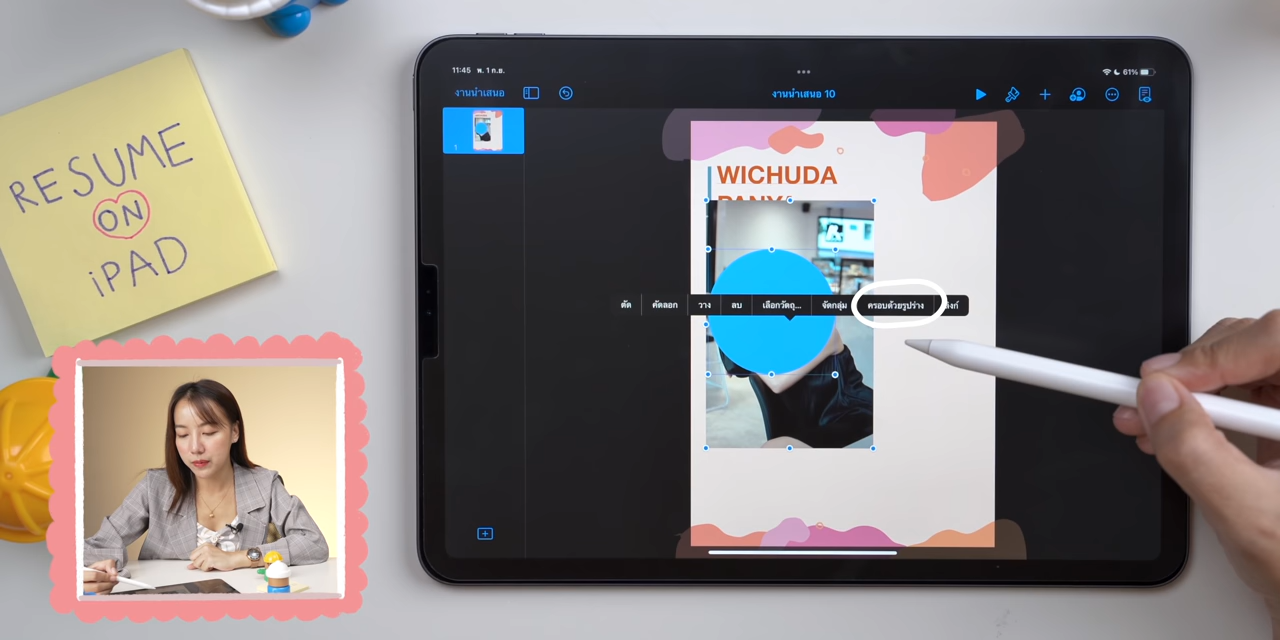 RESUME
ON
iPAD
11:45 พ. 1 ก.ย.
61%
งานนำเสนอ
งานนำเสนอ 10
1
WICHUDA
ตัด คัดลอก วาง ลบ เลือกวัตถุ... จัดกลุ่ม ครอบด้วยรูปร่าง